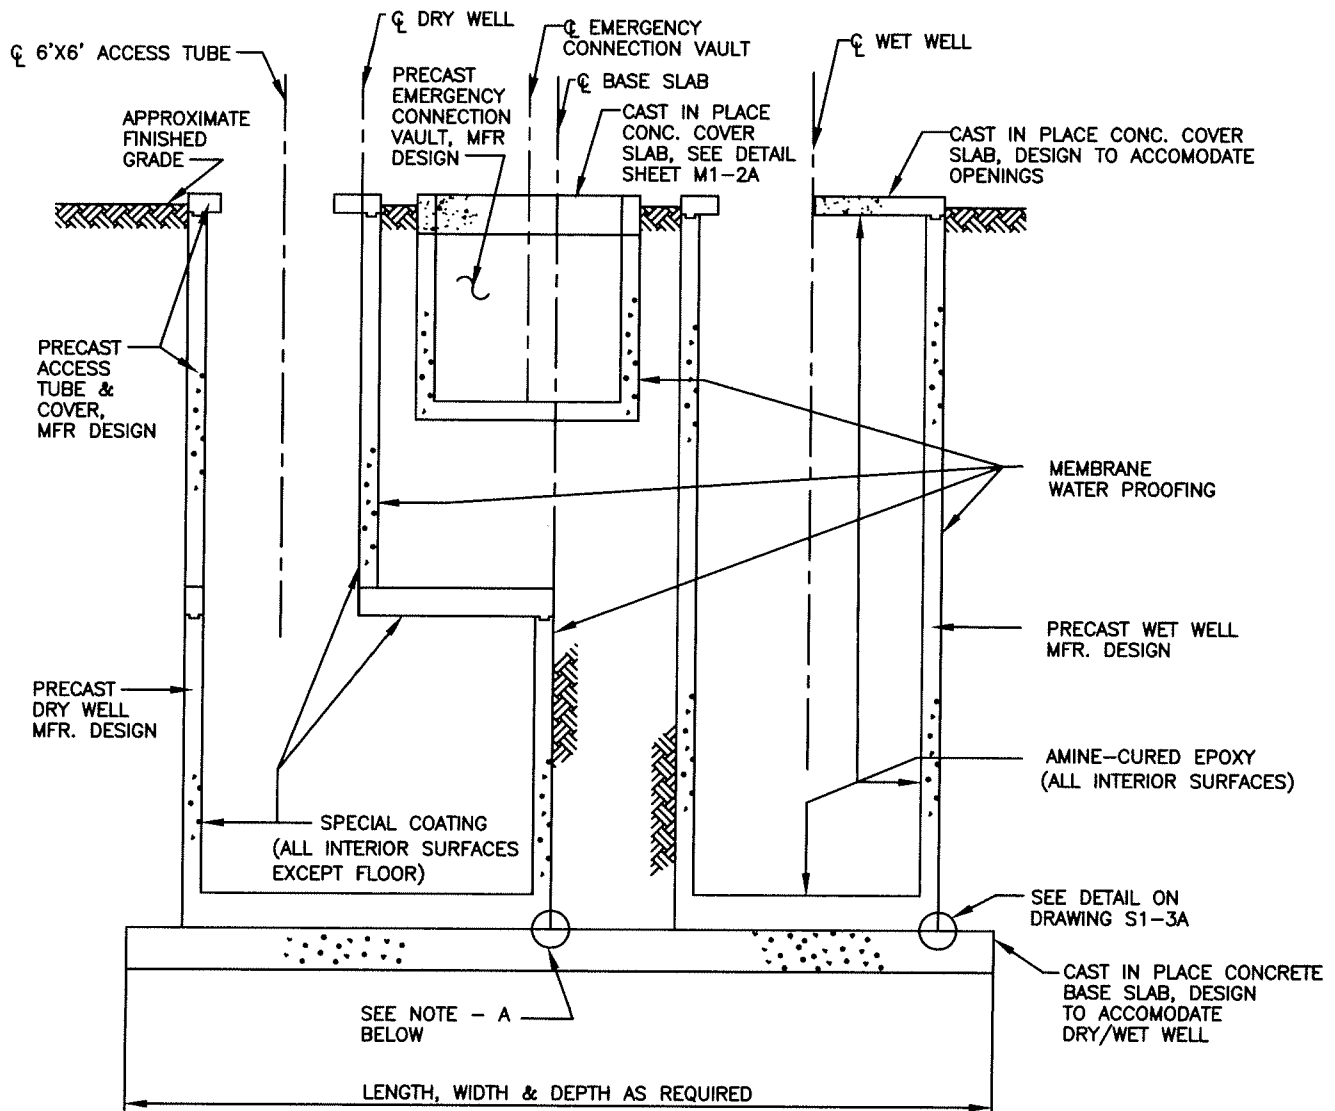 ℄ 6'X6' ACCESS TUBE
℄ DRY WELL
℄ EMERGENCY
CONNECTION VAULT
℄ BASE SLAB
℄ WET WELL
APPROXIMATE
FINISHED
GRADE
PRECAST
EMERGENCY
CONNECTION
VAULT, MFR
DESIGN
CAST IN PLACE
CONC. COVER
SLAB, SEE DETAIL
SHEET M1-2A
CAST IN PLACE CONC. COVER
SLAB, DESIGN TO ACCOMODATE
OPENINGS
PRECAST
ACCESS
TUBE &
COVER,
MFR DESIGN
MEMBRANE
WATER PROOFING
PRECAST WET WELL
MFR. DESIGN
PRECAST
DRY WELL
MFR. DESIGN
AMINE-CURED EPOXY
(ALL INTERIOR SURFACES)
SPECIAL COATING
(ALL INTERIOR SURFACES
EXCEPT FLOOR)
SEE DETAIL ON
DRAWING S1-3A
CAST IN PLACE CONCRETE
BASE SLAB, DESIGN
TO ACCOMODATE
DRY/WET WELL
SEE NOTE - A
BELOW
LENGTH, WIDTH & DEPTH AS REQUIRED